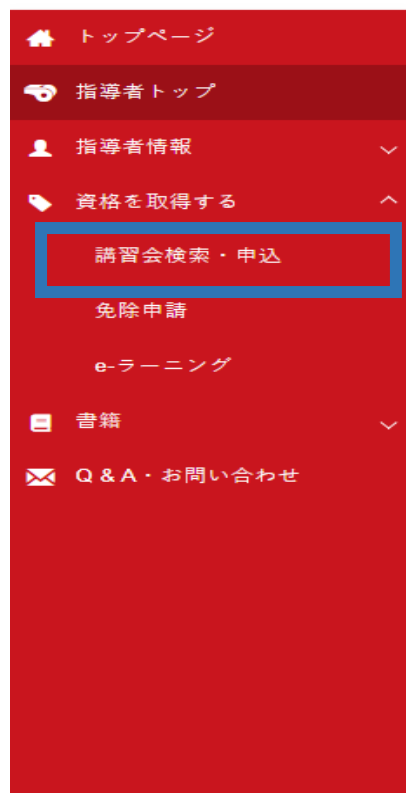 トップページ
指導者トップ
指導者情報
資格を取得する
講習会検索・申込
免除申請
e-ラーニング
書籍
Q&A・お問い合わせ